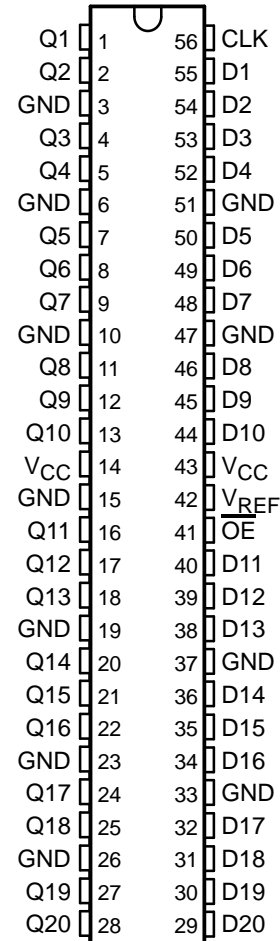 Q1 1 56 CLK
Q2 2 55 D1
GND 3 54 D2
Q3 4 53 D3
Q4 5 52 D4
GND 6 51 GND
Q5 7 50 D5
Q6 8 49 D6
Q7 9 48 D7
GND 10 47 GND
Q8 11 46 D8
Q9 12 45 D9
Q10 13 44 D10
VCC 14 43 VCC
GND 15 42 VREF
Q11 16 41 O̅E̅
Q12 17 40 D11
Q13 18 39 D12
GND 19 38 D13
Q14 20 37 GND
Q15 21 36 D14
Q16 22 35 D15
GND 23 34 D16
Q17 24 33 GND
Q18 25 32 D17
GND 26 31 D18
Q19 27 30 D19
Q20 28 29 D20